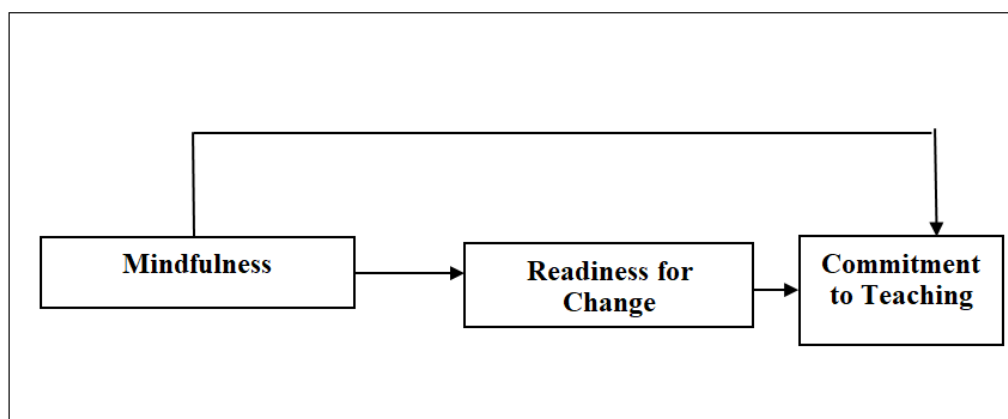 Mindfulness
Readiness for
Change
Commitment
to Teaching